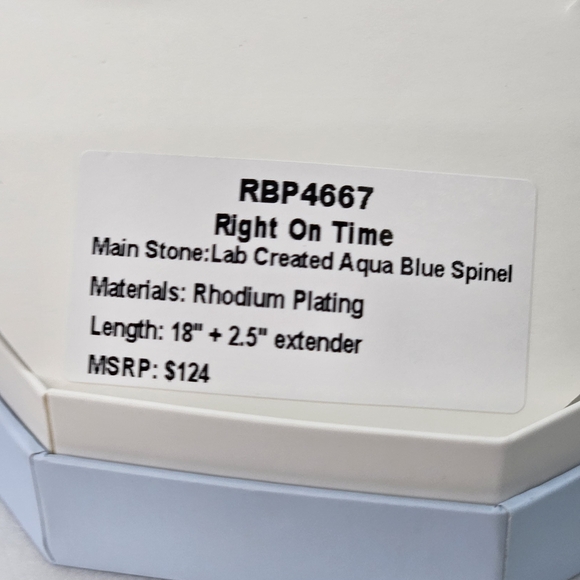 RBP4667
Right On Time
Main Stone:Lab Created Aqua Blue Spinel
Materials: Rhodium Plating
Length: 18" + 2.5" extender
MSRP: $124